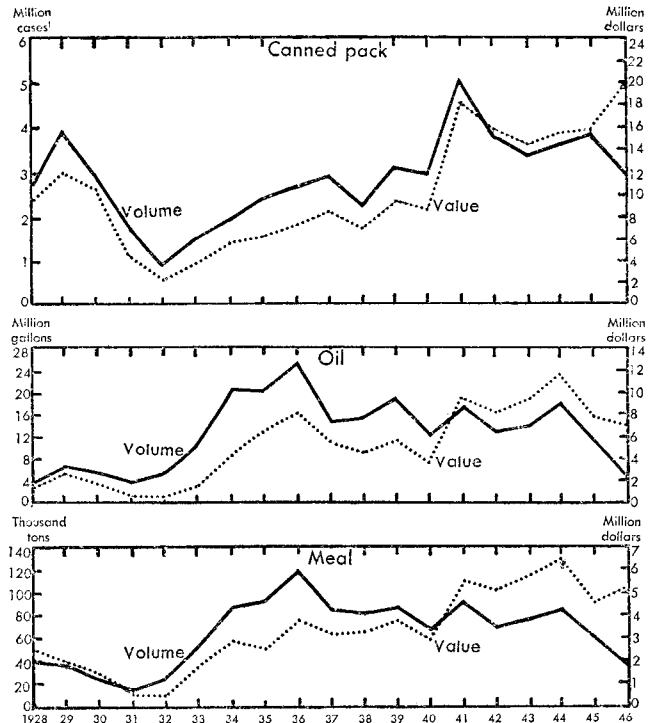 Million
cases¹
Million
dollars
Canned pack
6
5
4
3
2
1
0
24
22
20
18
16
14
12
10
8
6
4
2
0
Volume
Value
Million
gallons
Million
dollars
Oil
28
24
20
16
12
8
4
0
14
12
10
8
6
4
2
0
Volume
Value
Thousand
tons
Million
dollars
Meal
140
120
100
80
60
40
20
0
7
6
5
4
3
2
1
0
Volume
Value
1928 29 30 31 32 33 34 35 36 37 38 39 40 41 42 43 44 45 46